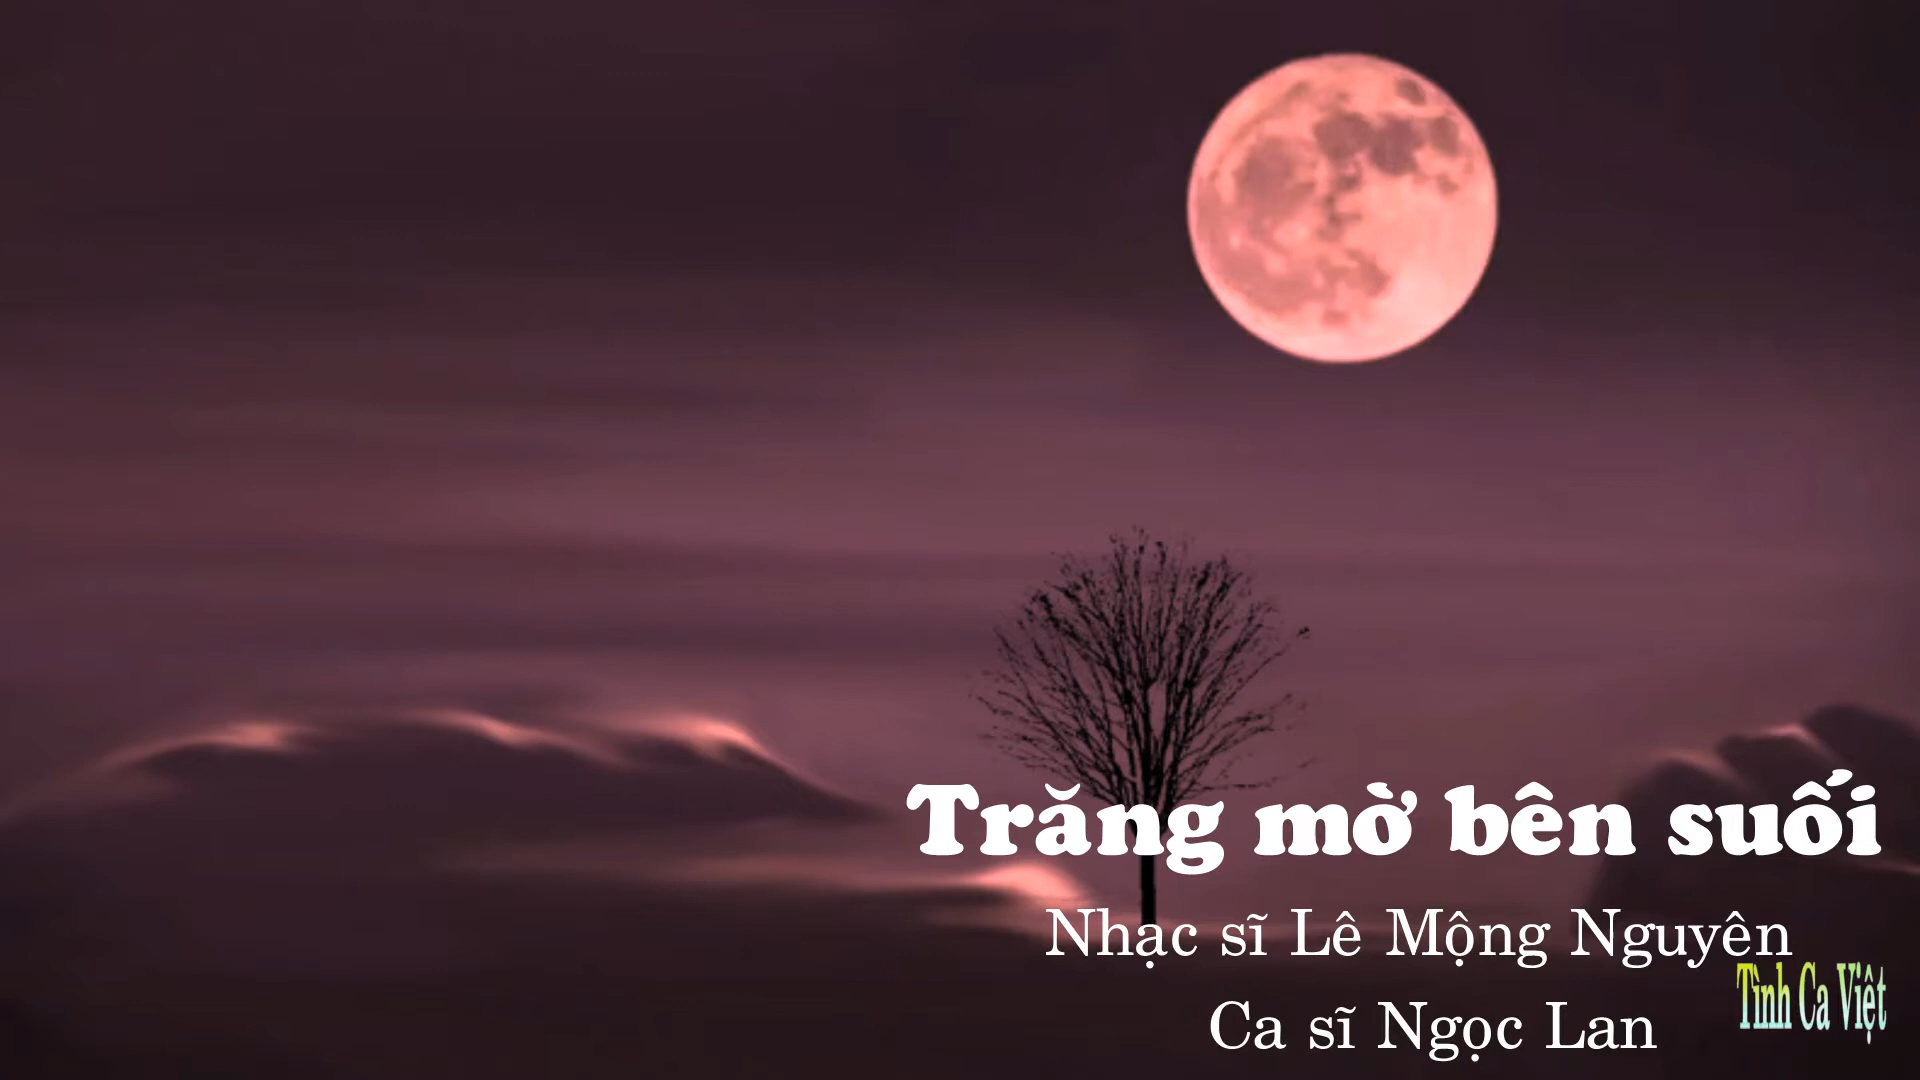 Trăng mờ bên suối
Nhạc sĩ Lê Mộng Nguyên
Tình Ca Việt
Ca sĩ Ngọc Lan